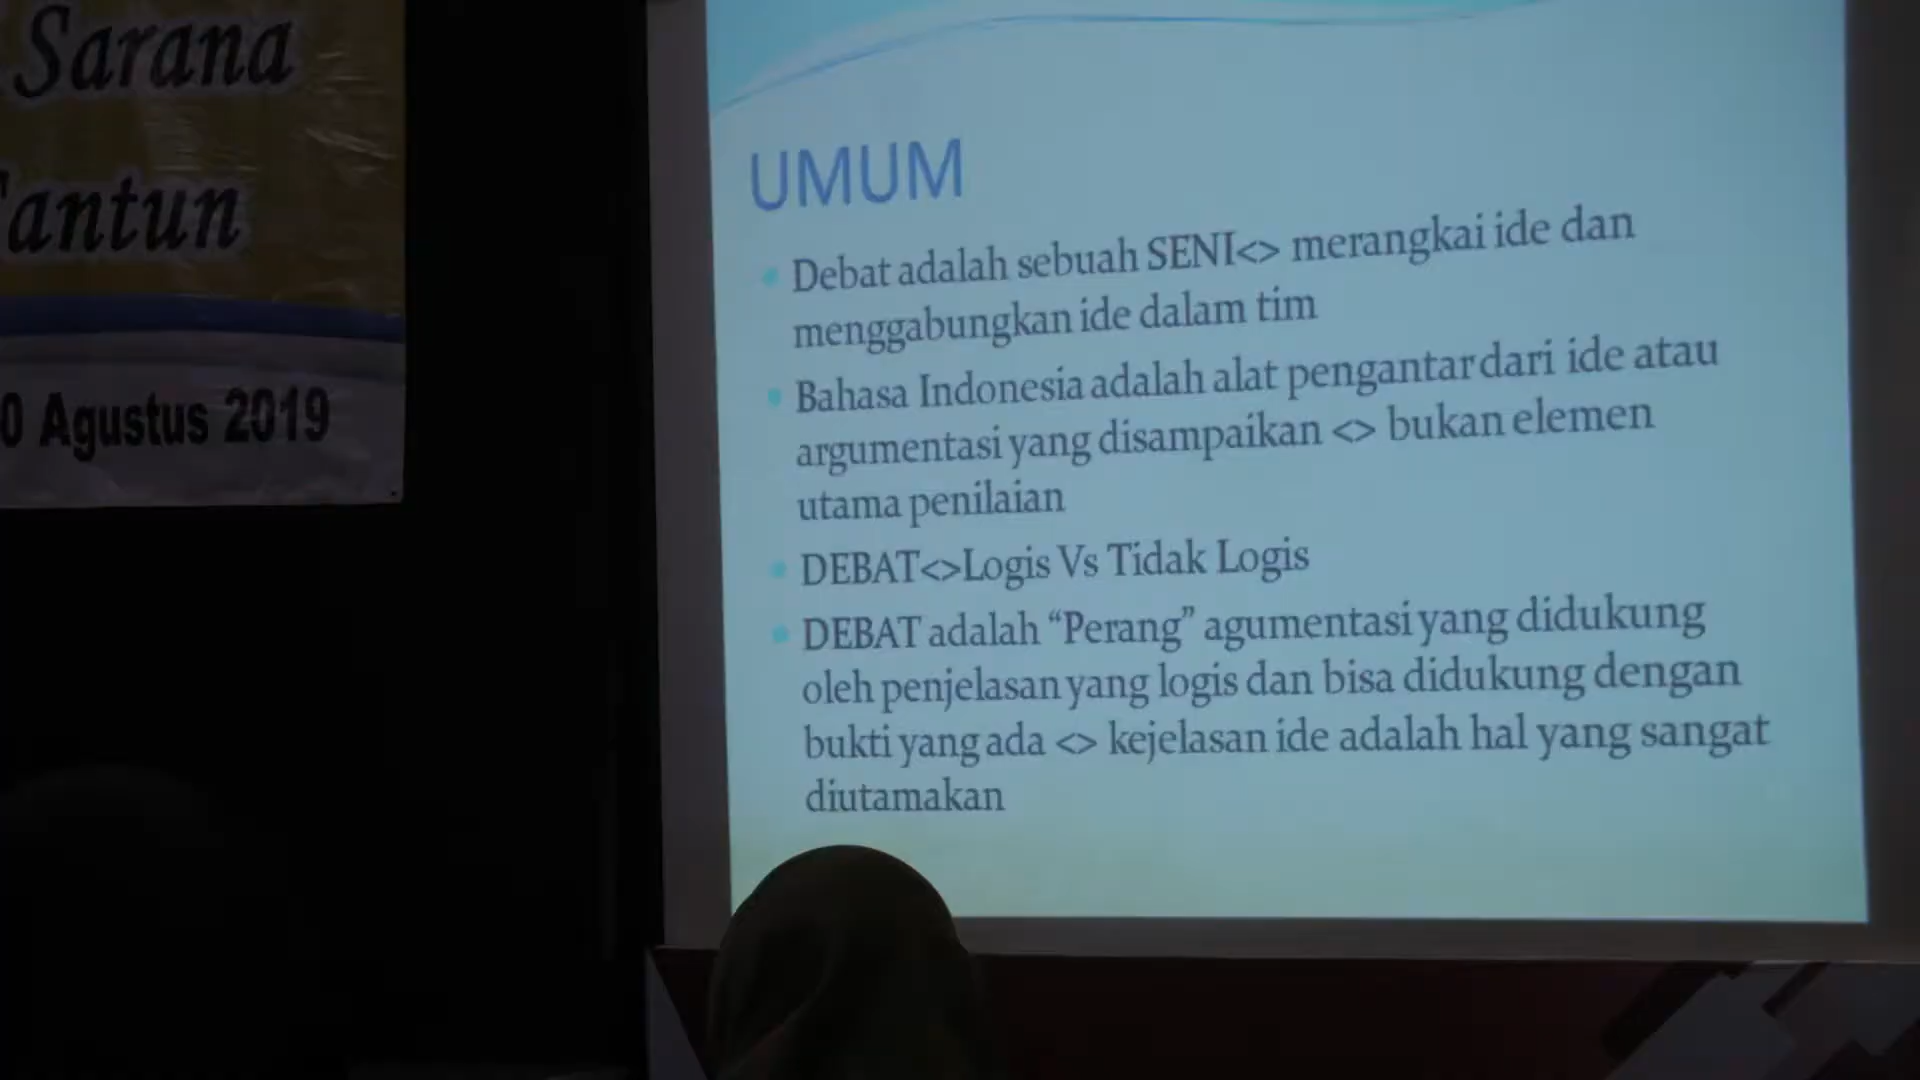 Sarana
antun
0 Agustus 2019
UMUM
Debat adalah sebuah SENI<> merangkai ide dan
menggabungkan ide dalam tim
Bahasa Indonesia adalah alat pengantar dari ide atau
argumentasi yang disampaikan <> bukan elemen
utama penilaian
DEBAT<>Logis Vs Tidak Logis
DEBAT adalah “Perang” agumentasi yang didukung
oleh penjelasan yang logis dan bisa didukung dengan
bukti yang ada <> kejelasan ide adalah hal yang sangat
diutamakan